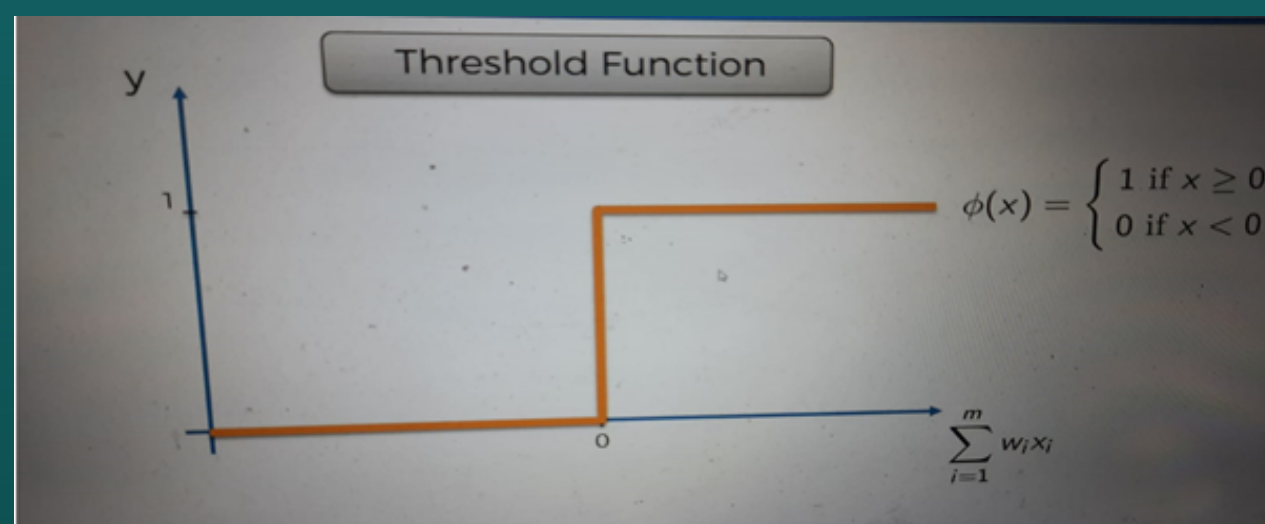 Threshold Function
y
1
ϕ(x) = { 1 if x ≥ 0
0 if x < 0
0
m
∑ wᵢxᵢ
i=1